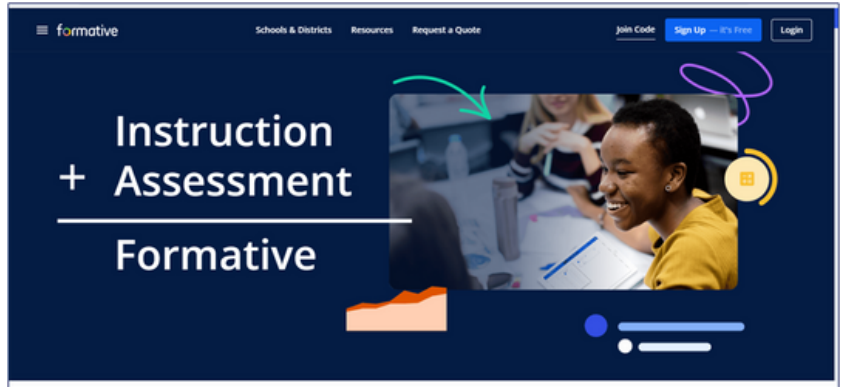 formative
Schools & Districts
Resources
Request a Quote
Join Code
Sign Up — It's Free
Login
Instruction
+ Assessment
Formative